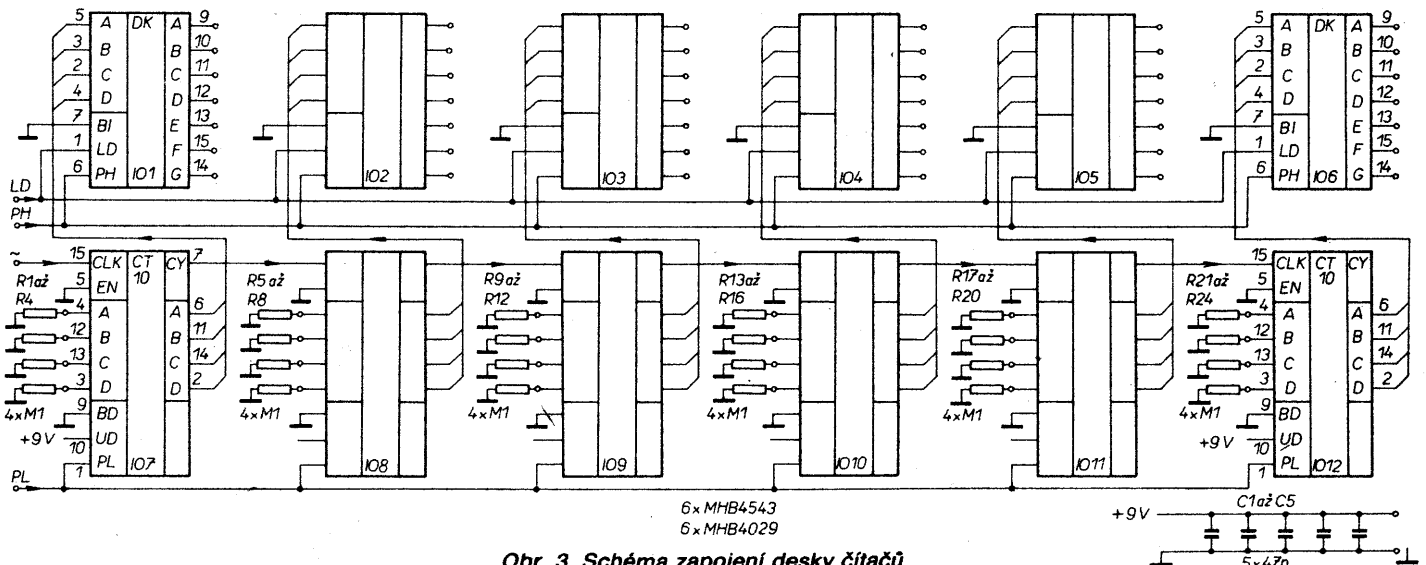 5 A DK A 9
3 B B 10
2 C C 11
4 D D 12
7 BI E 13
1 LD F 15
6 PH IO1 G 14
IO2
IO3
IO4
IO5
5 A DK A 9
3 B B 10
2 C C 11
4 D D 12
7 BI E 13
1 LD F 15
6 PH IO6 G 14
LD
PH
~
15 CLK CT 10 CY 7
5 EN
R1až
R4
4 A A 6
12 B B 11
13 C C 14
3 D D 2
4×M1
9 BD
+9V
10 UD
1 PL IO7
PL
R5až
R8
4×M1
IO8
R9až
R12
4×M1
IO9
R13až
R16
4×M1
IO10
R17až
R20
4×M1
IO11
15 CLK CT 10 CY
5 EN
R21až
R24
4 A A 6
12 B B 11
13 C C 14
3 D D 2
4×M1
9 BD
+9V
10 UD
1 PL IO12
6×MHB4543
6×MHB4029
+9V
C1až C5
5×47n
Obr. 3. Schéma zapojení desky čítačů